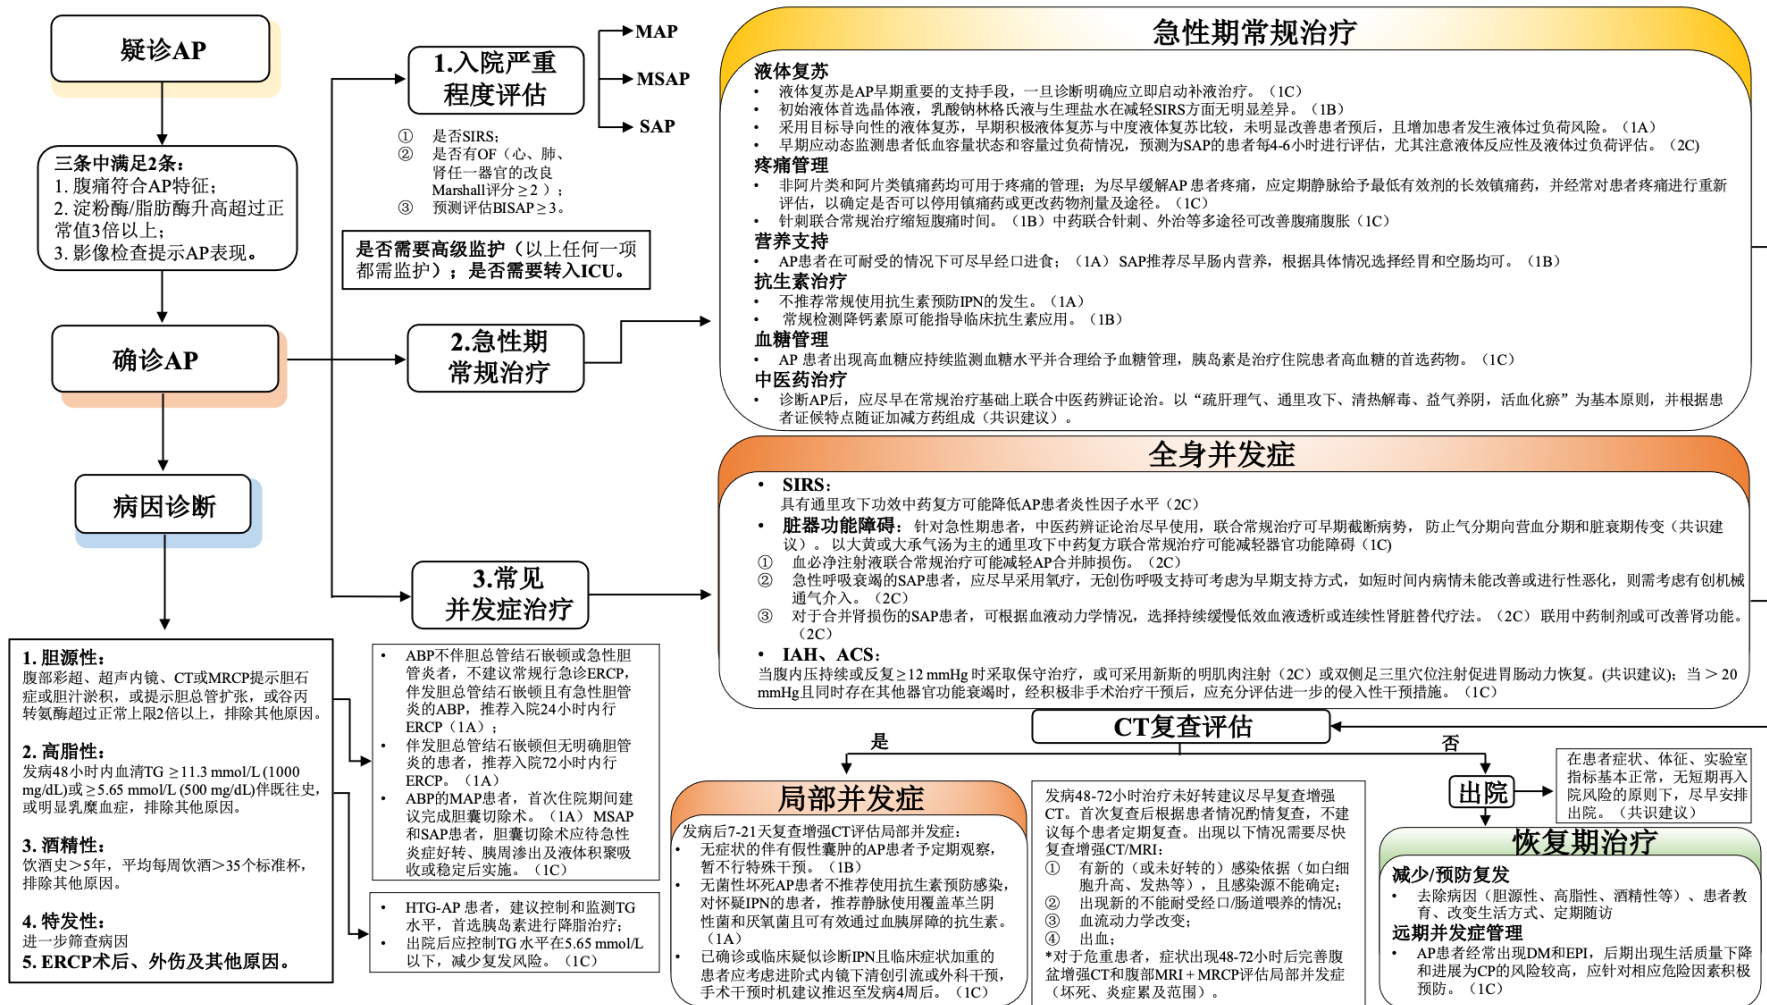 疑诊AP
三条中满足2条：
1. 腹痛符合AP特征；
2. 淀粉酶/脂肪酶升高超过正
常值3倍以上；
3. 影像检查提示AP表现。
确诊AP
病因诊断
1. 胆源性：
腹部彩超、超声内镜、CT或MRCP提示胆石
症或胆汁淤积，或提示胆总管扩张，或谷丙
转氨酶超过正常上限2倍以上，排除其他原因。
2. 高脂性：
发病48小时内血清TG ≥11.3 mmol/L (1000
mg/dL)或≥5.65 mmol/L (500 mg/dL)伴既往史，
或明显乳糜血症，排除其他原因。
3. 酒精性：
饮酒史＞5年，平均每周饮酒＞35个标准杯，
排除其他原因。
4. 特发性：
进一步筛查病因
5. ERCP术后、外伤及其他原因。
1.入院严重
程度评估
MAP
MSAP
SAP
① 是否SIRS；
② 是否有OF（心、肺、
肾任一器官的改良
Marshall评分≥2 ）；
③ 预测评估BISAP≥3。
是否需要高级监护（以上任何一项
都需监护）；是否需要转入ICU。
2.急性期
常规治疗
3.常见
并发症治疗
• ABP不伴胆总管结石嵌顿或急性胆
管炎者，不建议常规行急诊ERCP，
伴发胆总管结石嵌顿且有急性胆管
炎的ABP，推荐入院24小时内行
ERCP（1A）；
• 伴发胆总管结石嵌顿但无明确胆管
炎的患者，推荐入院72小时内行
ERCP。（1A）
• ABP的MAP患者，首次住院期间建
议完成胆囊切除术。（1A） MSAP
和SAP患者，胆囊切除术应待急性
炎症好转、胰周渗出及液体积聚吸
收或稳定后实施。（1C）
• HTG-AP 患者，建议控制和监测TG
水平，首选胰岛素进行降脂治疗；
• 出院后应控制TG 水平在5.65 mmol/L
以下，减少复发风险。（1C）
急性期常规治疗
液体复苏
• 液体复苏是AP早期重要的支持手段，一旦诊断明确应立即启动补液治疗。（1C）
• 初始液体首选晶体液，乳酸钠林格氏液与生理盐水在减轻SIRS方面无明显差异。（1B）
• 采用目标导向性的液体复苏，早期积极液体复苏与中度液体复苏比较，未明显改善患者预后，且增加患者发生液体过负荷风险。（1A）
• 早期应动态监测患者低血容量状态和容量过负荷情况，预测为SAP的患者每4-6小时进行评估，尤其注意液体反应性及液体过负荷评估。（2C）
疼痛管理
• 非阿片类和阿片类镇痛药均可用于疼痛的管理；为尽早缓解AP 患者疼痛，应定期静脉给予最低有效剂的长效镇痛药，并经常对患者疼痛进行重新
评估，以确定是否可以停用镇痛药或更改药物剂量及途径。（1C）
• 针刺联合常规治疗缩短腹痛时间。（1B）中药联合针刺、外治等多途径可改善腹痛腹胀（1C）
营养支持
• AP患者在可耐受的情况下可尽早经口进食；（1A） SAP推荐尽早肠内营养，根据具体情况选择经胃和空肠均可。（1B）
抗生素治疗
• 不推荐常规使用抗生素预防IPN的发生。（1A）
• 常规检测降钙素原可能指导临床抗生素应用。（1B）
血糖管理
• AP 患者出现高血糖应持续监测血糖水平并合理给予血糖管理，胰岛素是治疗住院患者高血糖的首选药物。（1C）
中医药治疗
• 诊断AP后，应尽早在常规治疗基础上联合中医药辨证论治。以“疏肝理气、通里攻下、清热解毒、益气养阴，活血化瘀”为基本原则，并根据患
者证候特点随证加减方药组成（共识建议）。
全身并发症
• SIRS：
具有通里攻下功效中药复方可能降低AP患者炎性因子水平（2C）
• 脏器功能障碍：针对急性期患者，中医药辨证论治尽早使用，联合常规治疗可早期截断病势， 防止气分期向营血分期和脏衰期传变（共识建
议）。 以大黄或大承气汤为主的通里攻下中药复方联合常规治疗可能减轻器官功能障碍（1C)
① 血必净注射液联合常规治疗可能减轻AP合并肺损伤。（2C）
② 急性呼吸衰竭的SAP患者，应尽早采用氧疗，无创伤呼吸支持可考虑为早期支持方式，如短时间内病情未能改善或进行性恶化，则需考虑有创机械
通气介入。（2C）
③ 对于合并肾损伤的SAP患者，可根据血液动力学情况，选择持续缓慢低效血液透析或连续性肾脏替代疗法。（2C） 联用中药制剂或可改善肾功能。
（2C）
• IAH、ACS：
当腹内压持续或反复≥12 mmHg 时采取保守治疗，或可采用新斯的明肌肉注射（2C）或双侧足三里穴位注射促进胃肠动力恢复。(共识建议)；当 ＞20
mmHg且同时存在其他器官功能衰竭时，经积极非手术治疗干预后，应充分评估进一步的侵入性干预措施。（1C）
CT复查评估
是
否
局部并发症
发病后7-21天复查增强CT评估局部并发症：
• 无症状的伴有假性囊肿的AP患者予定期观察，
暂不行特殊干预。（1B）
• 无菌性坏死AP患者不推荐使用抗生素预防感染，
对怀疑IPN的患者，推荐静脉使用覆盖革兰阴
性菌和厌氧菌且可有效通过血胰屏障的抗生素。
（1A）
• 已确诊或临床疑似诊断IPN且临床症状加重的
患者应考虑进阶式内镜下清创引流或外科干预，
手术干预时机建议推迟至发病4周后。（1C）
发病48-72小时治疗未好转建议尽早复查增强
CT。首次复查后根据患者情况酌情复查，不建
议每个患者定期复查。出现以下情况需要尽快
复查增强CT/MRI：
① 有新的（或未好转的）感染依据（如白细
胞升高、发热等），且感染源不能确定；
② 出现新的不能耐受经口/肠道喂养的情况；
③ 血流动力学改变；
④ 出血；
*对于危重患者，症状出现48-72小时后完善腹
盆增强CT和腹部MRI＋MRCP评估局部并发症
（坏死、炎症累及范围）。
出院
在患者症状、体征、实验室
指标基本正常，无短期再入
院风险的原则下，尽早安排
出院。（共识建议）
恢复期治疗
减少/预防复发
• 去除病因（胆源性、高脂性、酒精性等）、患者教
育、改变生活方式、定期随访
远期并发症管理
• AP患者经常出现DM和EPI，后期出现生活质量下降
和进展为CP的风险较高，应针对相应危险因素积极
预防。（1C）